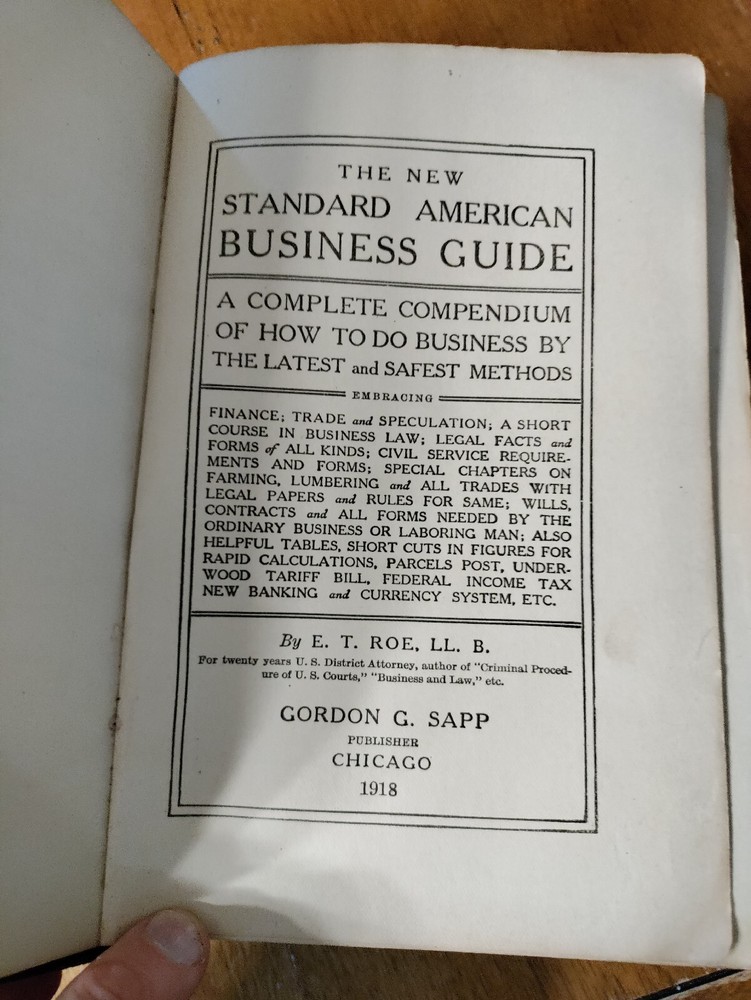 THE NEW
STANDARD AMERICAN
BUSINESS GUIDE
A COMPLETE COMPENDIUM
OF HOW TO DO BUSINESS BY
THE LATEST and SAFEST METHODS
EMBRACING
FINANCE; TRADE and SPECULATION; A SHORT
COURSE IN BUSINESS LAW; LEGAL FACTS and
FORMS of ALL KINDS; CIVIL SERVICE REQUIRE-
MENTS AND FORMS; SPECIAL CHAPTERS ON
FARMING, LUMBERING and ALL TRADES WITH
LEGAL PAPERS and RULES FOR SAME; WILLS,
CONTRACTS and ALL FORMS NEEDED BY THE
ORDINARY BUSINESS OR LABORING MAN; ALSO
HELPFUL TABLES, SHORT CUTS IN FIGURES FOR
RAPID CALCULATIONS, PARCELS POST, UNDER-
WOOD TARIFF BILL, FEDERAL INCOME TAX
NEW BANKING and CURRENCY SYSTEM, ETC.
By E. T. ROE, LL. B.
For twenty years U. S. District Attorney, author of "Criminal Proced-
ure of U. S. Courts," "Business and Law," etc.
GORDON G. SAPP
PUBLISHER
CHICAGO
1918